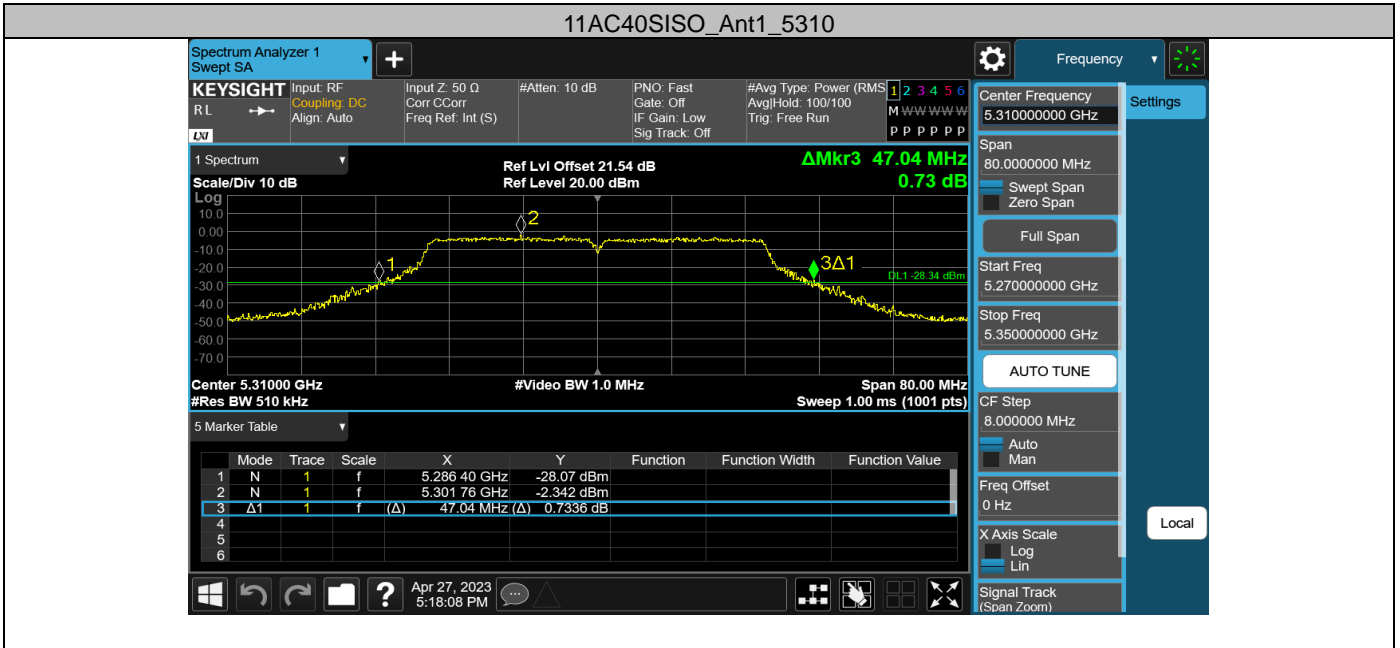 11AC40SISO_Ant1_5310
Spectrum Analyzer 1
Swept SA
Frequency
KEYSIGHT
RL
LXI
Input: RF
Coupling: DC
Align: Auto
Input Z: 50 Ω
Corr CCorr
Freq Ref: Int (S)
#Atten: 10 dB
PNO: Fast
Gate: Off
IF Gain: Low
Sig Track: Off
#Avg Type: Power (RMS
Avg|Hold: 100/100
Trig: Free Run
1 2 3 4 5 6
M W W W W W
P P P P P P
1 Spectrum
Scale/Div 10 dB
Ref Lvl Offset 21.54 dB
Ref Level 20.00 dBm
ΔMkr3 47.04 MHz
0.73 dB
Log
10.0
0.00
-10.0
-20.0
-30.0
-40.0
-50.0
-60.0
-70.0
1
2
3Δ1
DL1 -28.34 dBm
Center 5.31000 GHz
#Video BW 1.0 MHz
Span 80.00 MHz
#Res BW 510 kHz
Sweep 1.00 ms (1001 pts)
5 Marker Table
Mode Trace Scale X Y Function Function Width Function Value
1 N 1 f 5.286 40 GHz -28.07 dBm
2 N 1 f 5.301 76 GHz -2.342 dBm
3 Δ1 1 f (Δ) 47.04 MHz (Δ) 0.7336 dB
4
5
6
Apr 27, 2023
5:18:08 PM
Center Frequency
5.310000000 GHz
Settings
Span
80.0000000 MHz
Swept Span
Zero Span
Full Span
Start Freq
5.270000000 GHz
Stop Freq
5.350000000 GHz
AUTO TUNE
CF Step
8.000000 MHz
Auto
Man
Freq Offset
0 Hz
Local
X Axis Scale
Log
Lin
Signal Track
(Span Zoom)